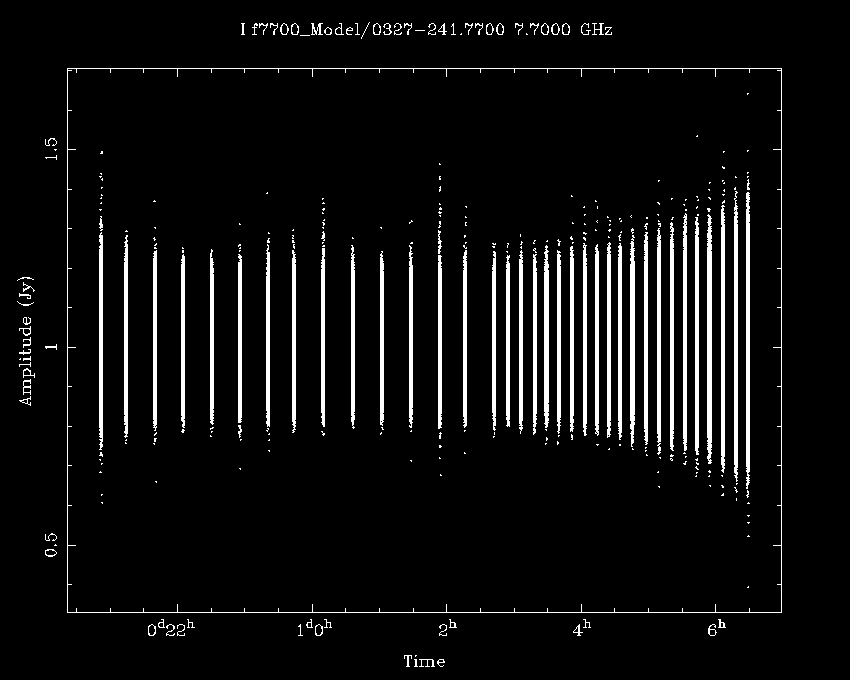 I f7700_Model/0327-241.7700 7.7000 GHz
1.5
Amplitude (Jy)
1
0.5
0ᵈ22ʰ 1ᵈ0ʰ 2ʰ 4ʰ 6ʰ
Time